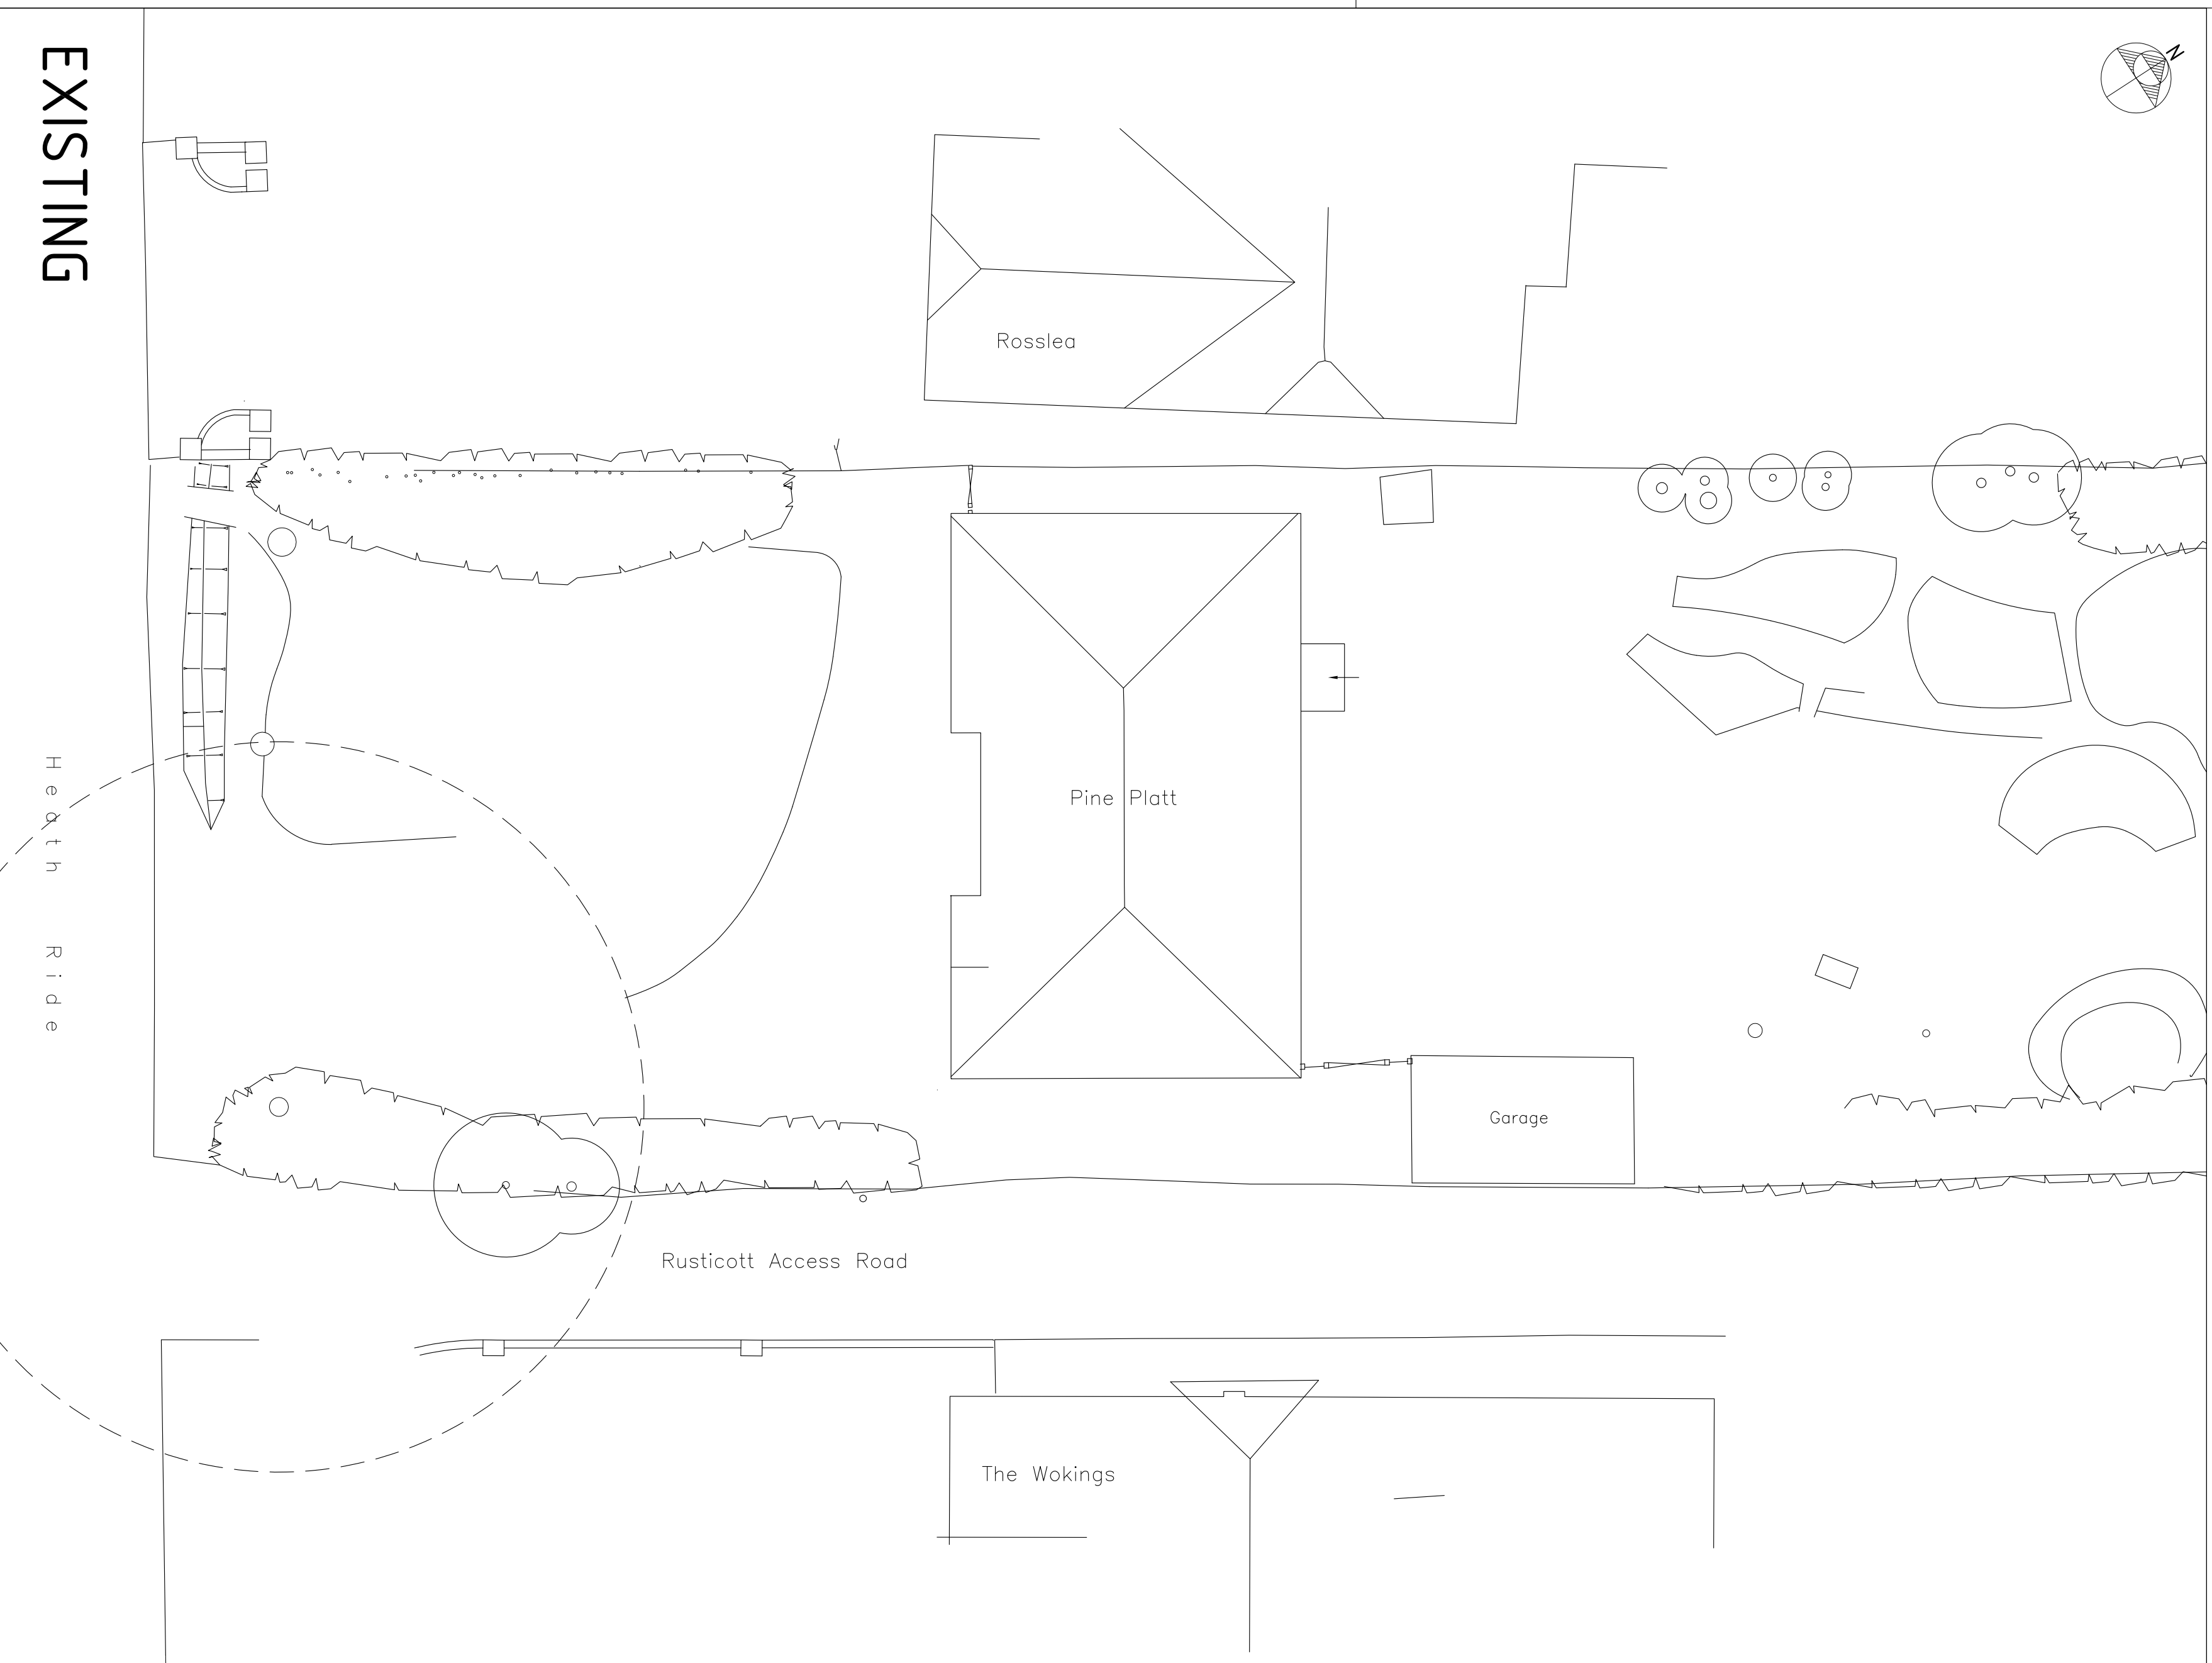 EXISTING
N
Rosslea
Pine Platt
Heath Ride
Garage
Rusticott Access Road
The Wokings